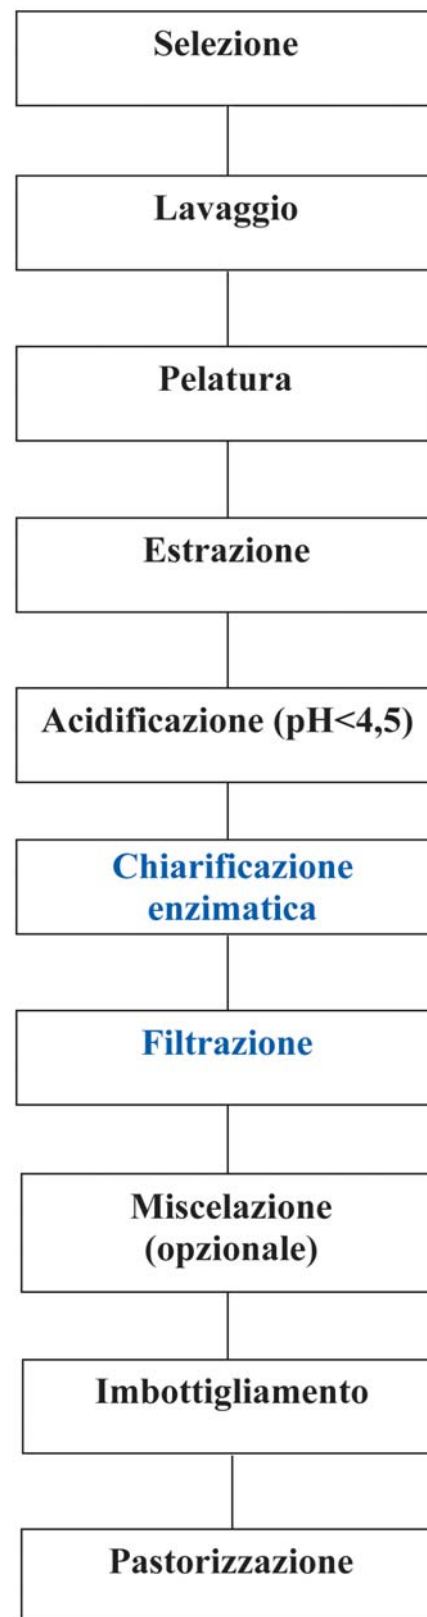 Selezione
Lavaggio
Pelatura
Estrazione
Acidificazione (pH<4,5)
Chiarificazione
enzimatica
Filtrazione
Miscelazione
(opzionale)
Imbottigliamento
Pastorizzazione